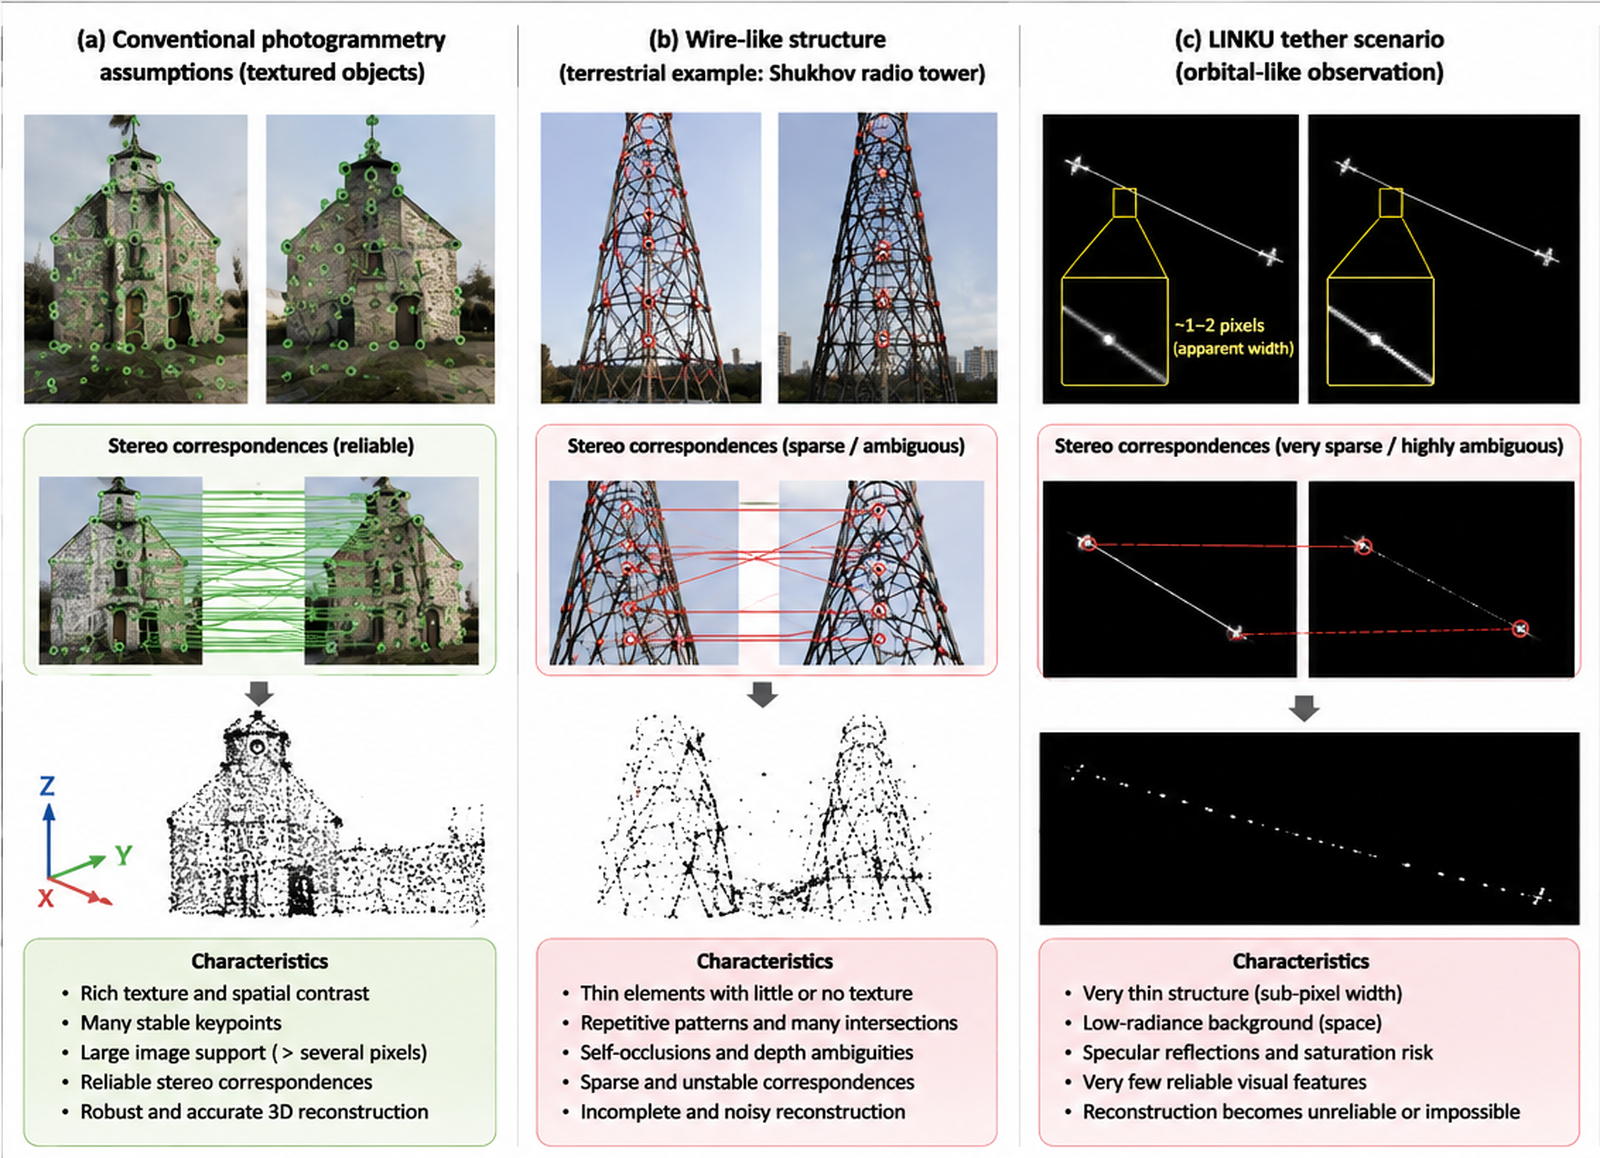 (a) Conventional photogrammetry
assumptions (textured objects)
(b) Wire-like structure
(terrestrial example: Shukhov radio tower)
(c) LINKU tether scenario
(orbital-like observation)
~1–2 pixels
(apparent width)
Stereo correspondences (reliable)
Stereo correspondences (sparse / ambiguous)
Stereo correspondences (very sparse / highly ambiguous)
Z
Y
X
Characteristics
• Rich texture and spatial contrast
• Many stable keypoints
• Large image support ( > several pixels)
• Reliable stereo correspondences
• Robust and accurate 3D reconstruction
Characteristics
• Thin elements with little or no texture
• Repetitive patterns and many intersections
• Self-occlusions and depth ambiguities
• Sparse and unstable correspondences
• Incomplete and noisy reconstruction
Characteristics
• Very thin structure (sub-pixel width)
• Low-radiance background (space)
• Specular reflections and saturation risk
• Very few reliable visual features
• Reconstruction becomes unreliable or impossible